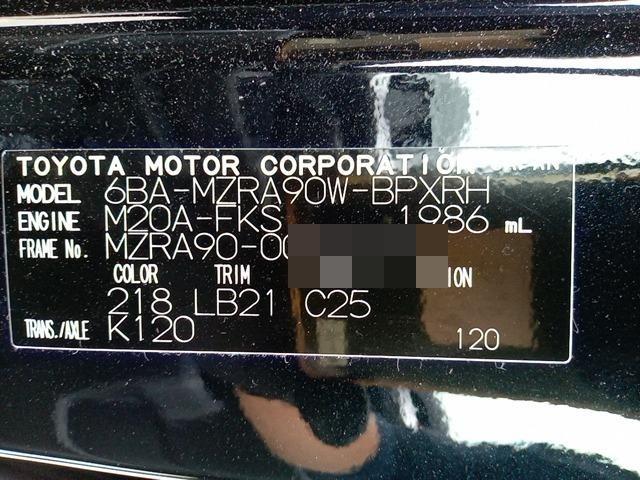 TOYOTA MOTOR CORPORATION JAPAN
MODEL 6BA-MZRA90W-BPXRH
ENGINE M20A-FKS 1986 mL
FRAME No. MZRA90-00
COLOR TRIM ION
218 LB21 C25
TRANS./AXLE K120 120